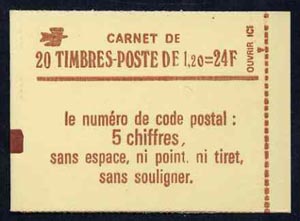 CARNET DE
20 TIMBRES-POSTE DE 1,20=24F
OUVRIR ICI
le numéro de code postal :
5 chiffres,
sans espace, ni point, ni tiret,
sans souligner.